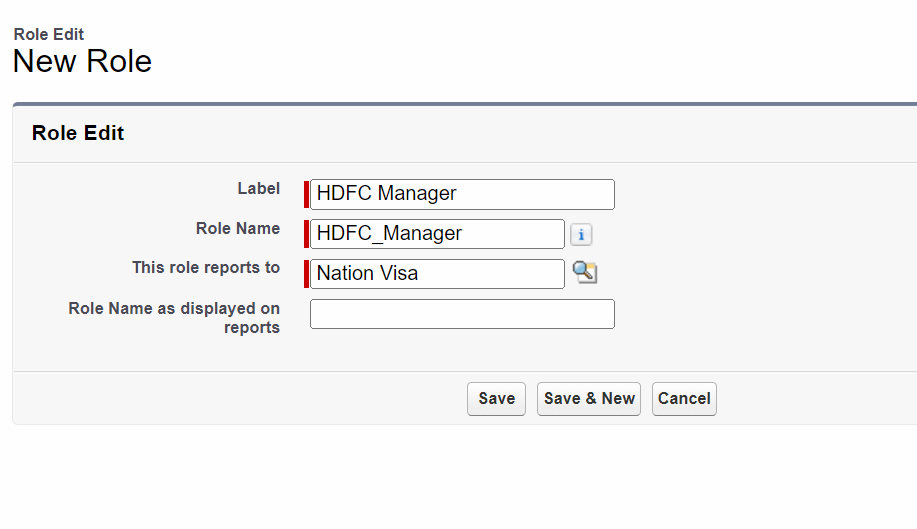 Role Edit
New Role
Role Edit
Label
HDFC Manager
Role Name
HDFC_Manager
i
This role reports to
Nation Visa
Role Name as displayed on
reports
Save
Save & New
Cancel